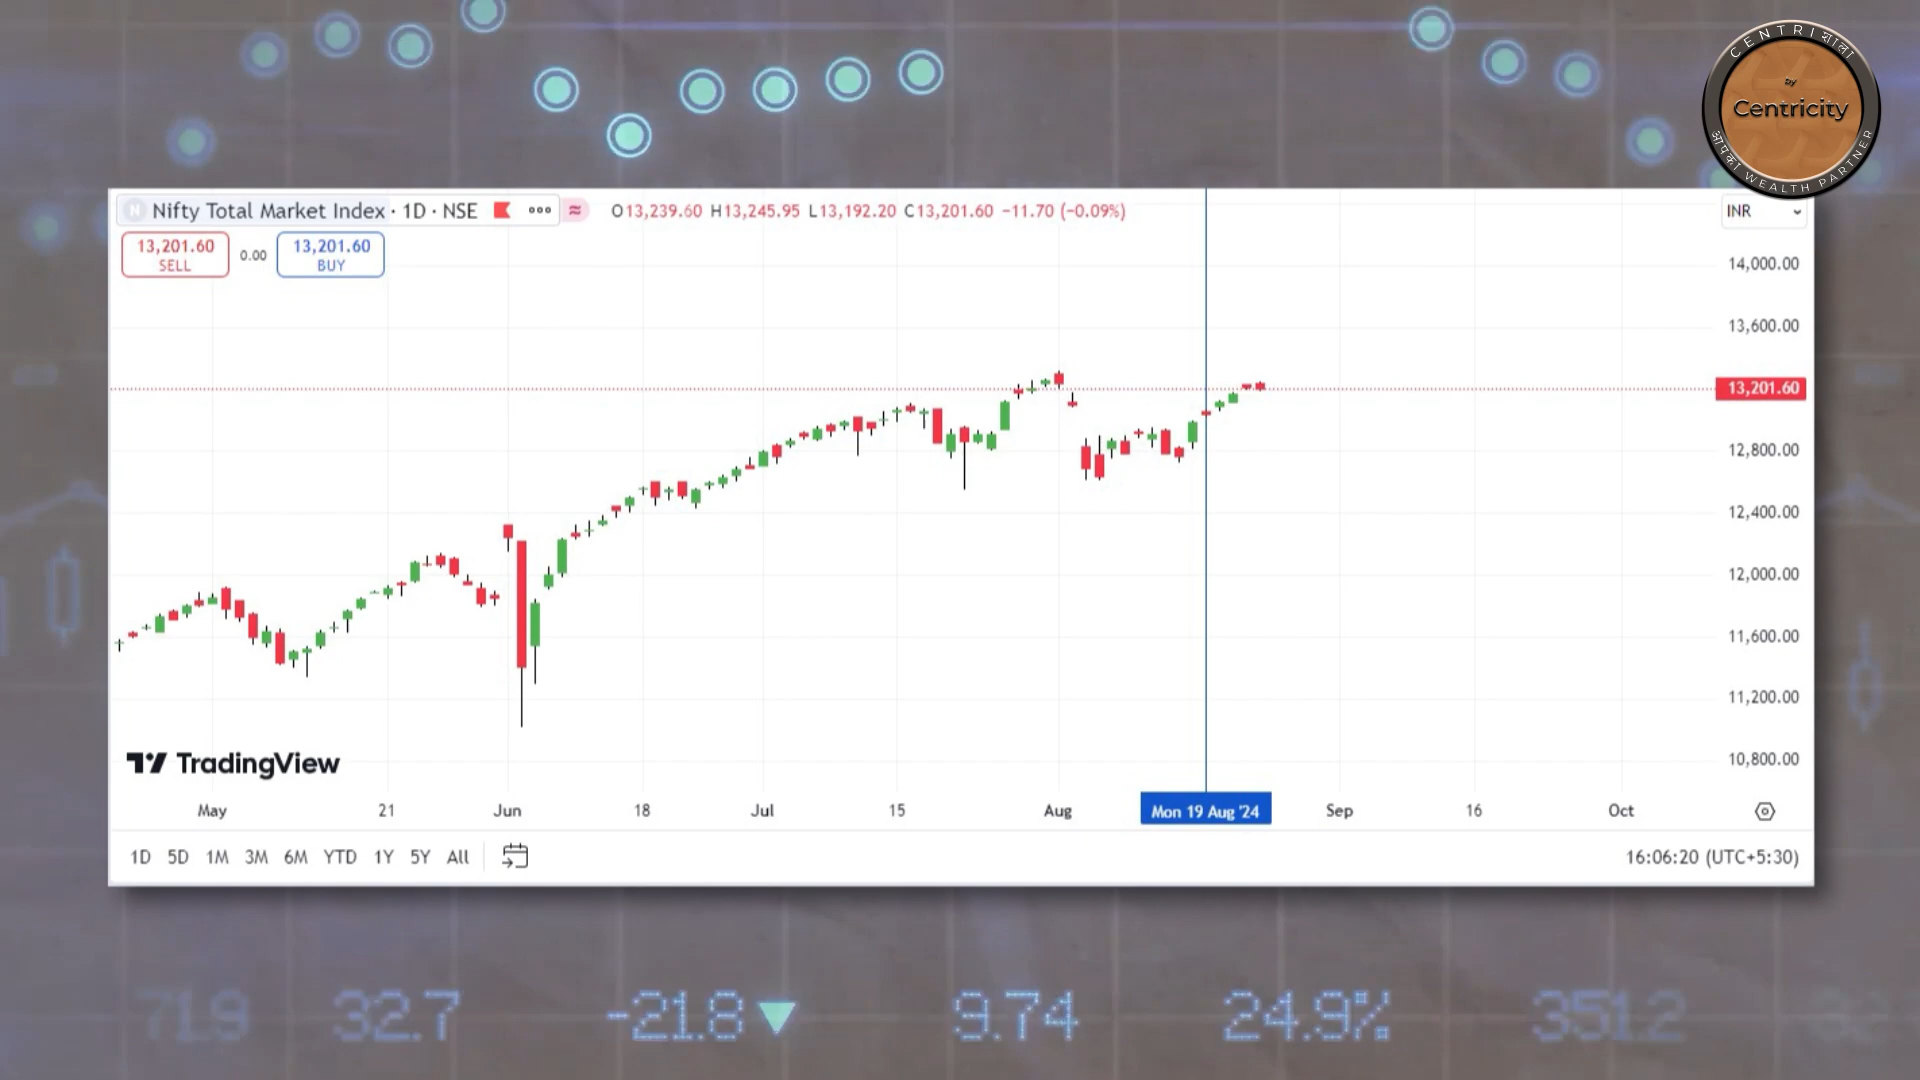 CENTRIवाला
by
Centricity
आपका WEALTH PARTNER
N Nifty Total Market Index · 1D · NSE
O13,239.60 H13,245.95 L13,192.20 C13,201.60 −11.70 (−0.09%)
INR
13,201.60
SELL
0.00
13,201.60
BUY
14,000.00
13,600.00
13,201.60
12,800.00
12,400.00
12,000.00
11,600.00
11,200.00
10,800.00
TradingView
May 21 Jun 18 Jul 15 Aug Mon 19 Aug '24 Sep 16 Oct
1D 5D 1M 3M 6M YTD 1Y 5Y All
16:06:20 (UTC+5:30)
71.9 32.7 -21.8 9.74 24.9% 351.2